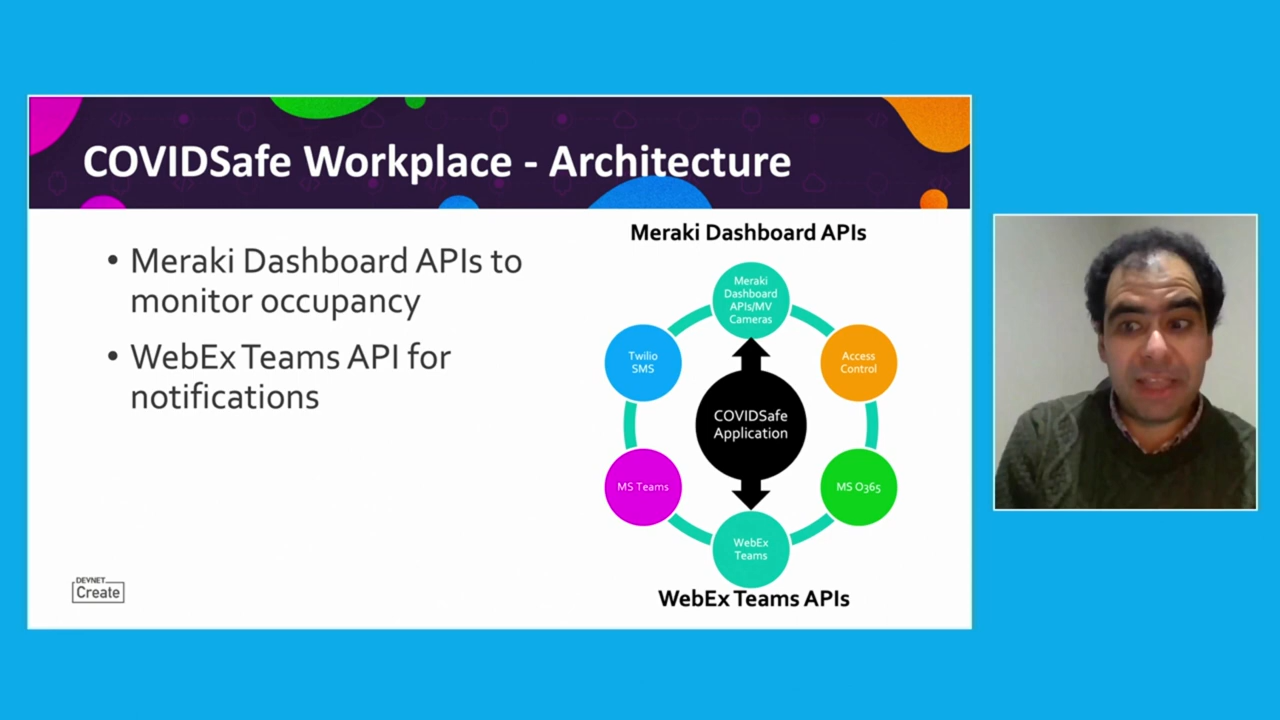 COVIDSafe Workplace - Architecture
• Meraki Dashboard APIs to
monitor occupancy
• WebEx Teams API for
notifications
Meraki Dashboard APIs
Meraki
Dashboard
APIs/MV
Cameras
Twilio
SMS
Access
Control
COVIDSafe
Application
MS Teams
MS O365
WebEx
Teams
WebEx Teams APIs
DEVNET
Create